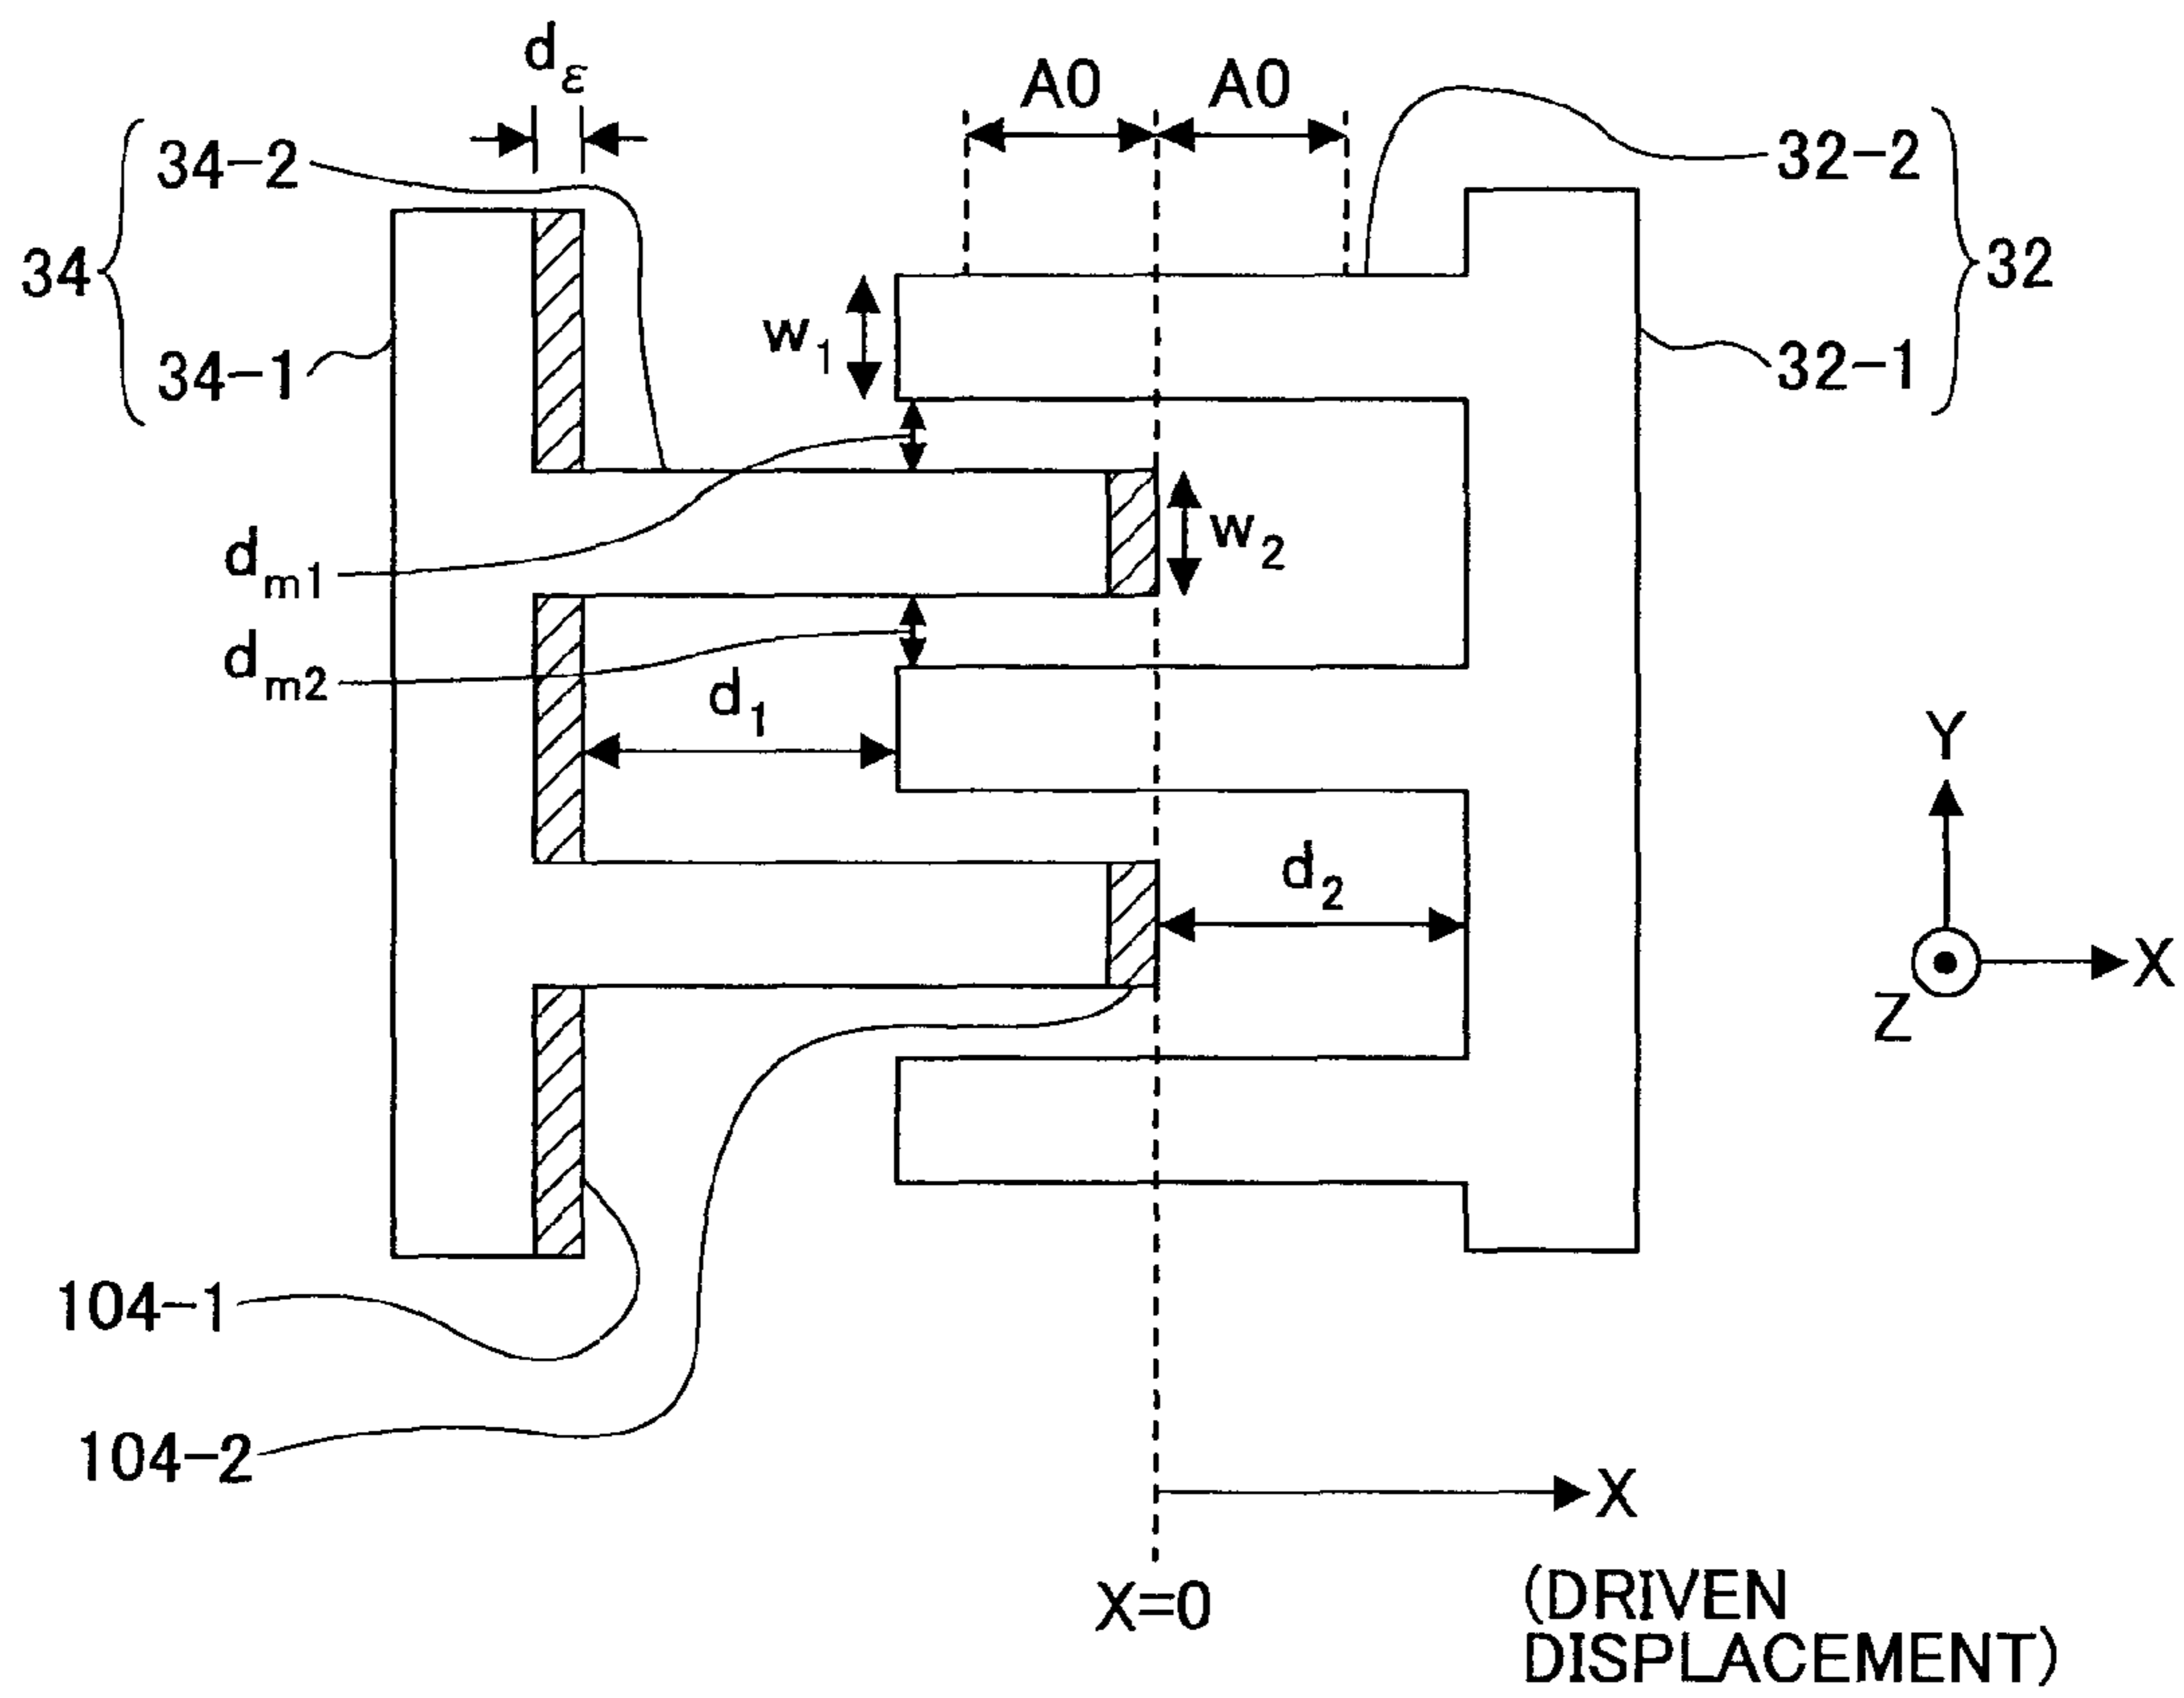 dε
A0 A0
34-2
32-2
34
32
34-1
w1
32-1
dm1
w2
dm2
d1
Y
d2
X
Z
104-1
104-2
X
X=0
(DRIVEN
DISPLACEMENT)